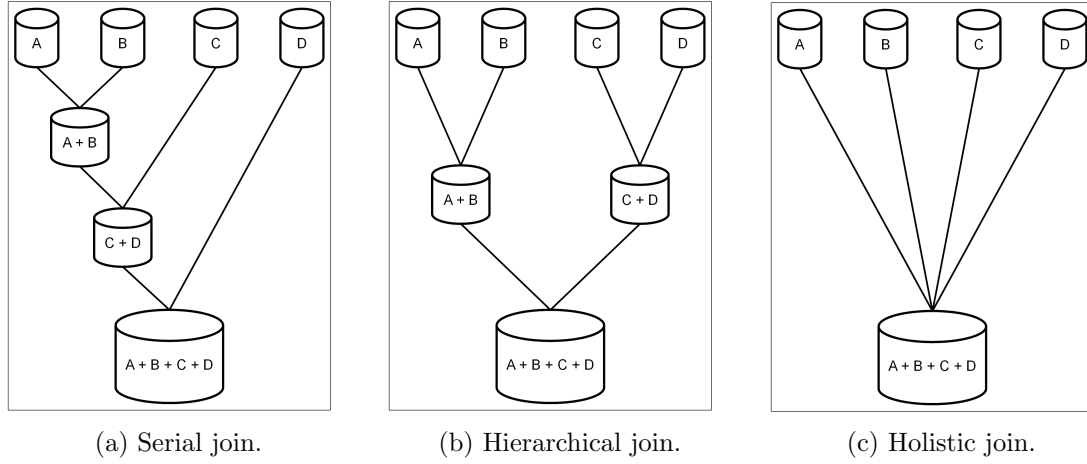 A B C D
A + B
C + D
A + B + C + D
(a) Serial join.
A B C D
A + B C + D
A + B + C + D
(b) Hierarchical join.
A B C D
A + B + C + D
(c) Holistic join.